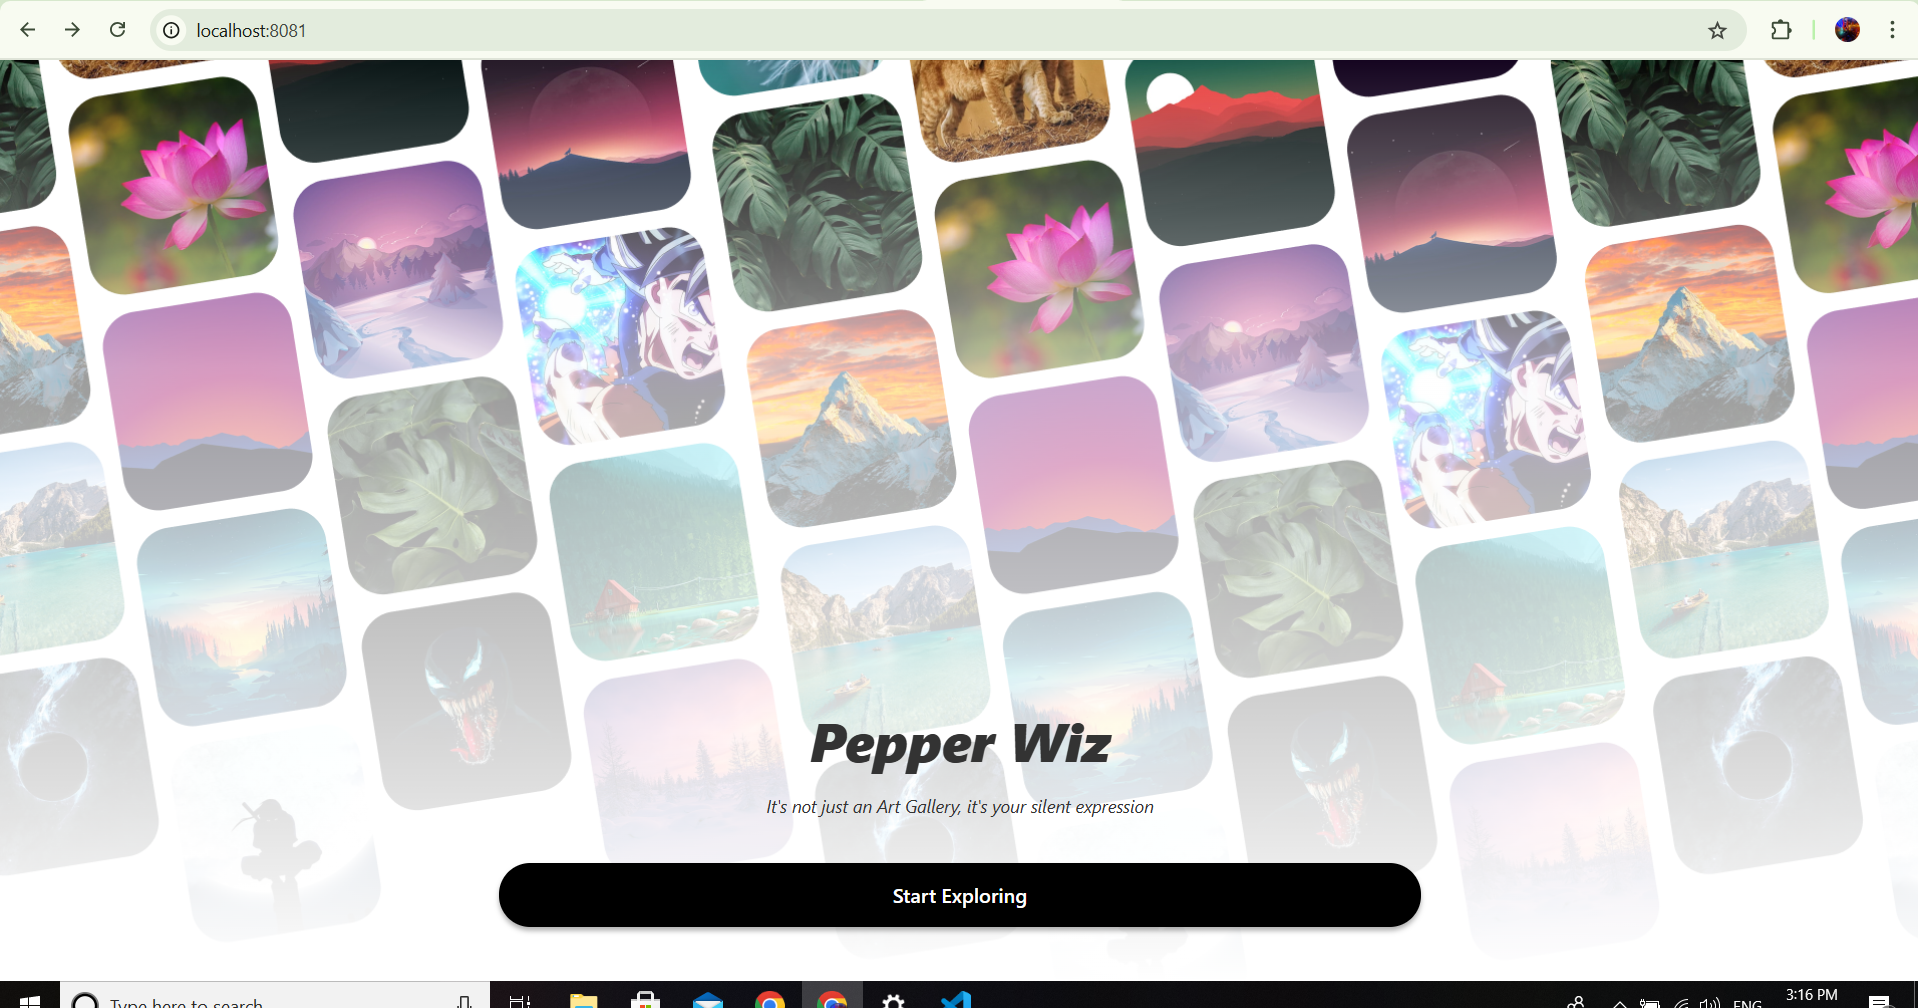 localhost:8081
Pepper Wiz
It's not just an Art Gallery, it's your silent expression
Start Exploring
Type here to search
ENG
3:16 PM